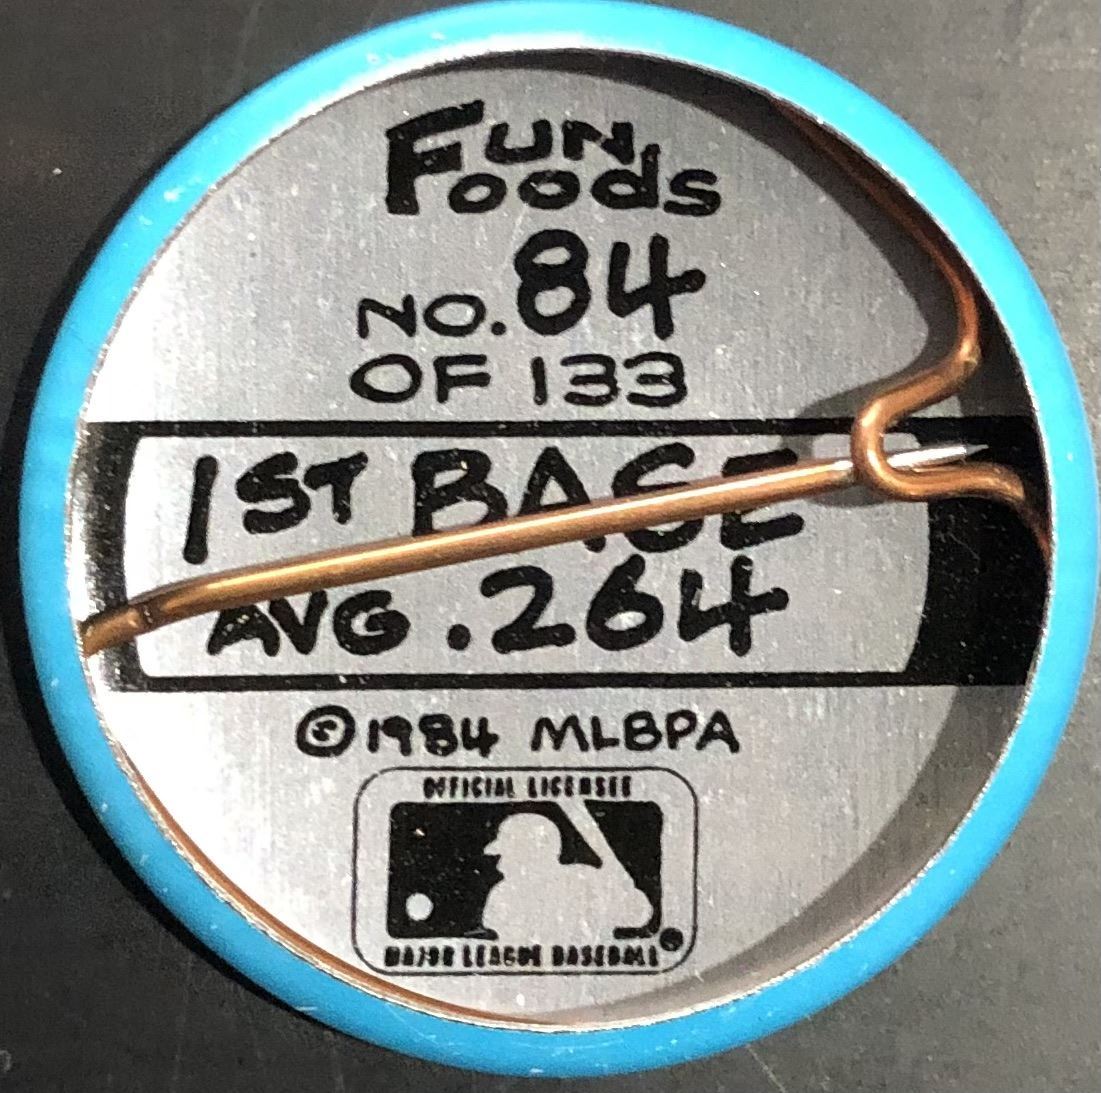 Fun
Foods
NO. 84
OF 133
1ST BASE
AVG .264
©1984 MLBPA
OFFICIAL LICENSEE
MAJOR LEAGUE BASEBALL
®